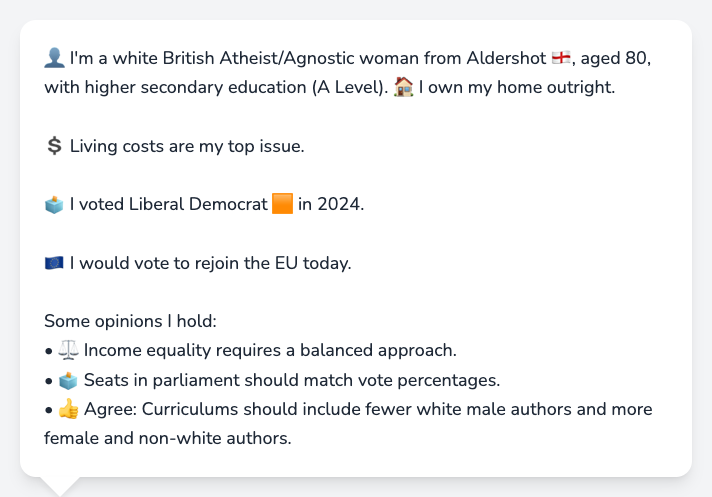 👤 I'm a white British Atheist/Agnostic woman from Aldershot 🏴󠁧󠁢󠁥󠁮󠁧󠁿, aged 80,
with higher secondary education (A Level). 🏠 I own my home outright.
💲 Living costs are my top issue.
🗳️ I voted Liberal Democrat 🟧 in 2024.
🇪🇺 I would vote to rejoin the EU today.
Some opinions I hold:
• ⚖️ Income equality requires a balanced approach.
• 🗳️ Seats in parliament should match vote percentages.
• 👍 Agree: Curriculums should include fewer white male authors and more
female and non-white authors.